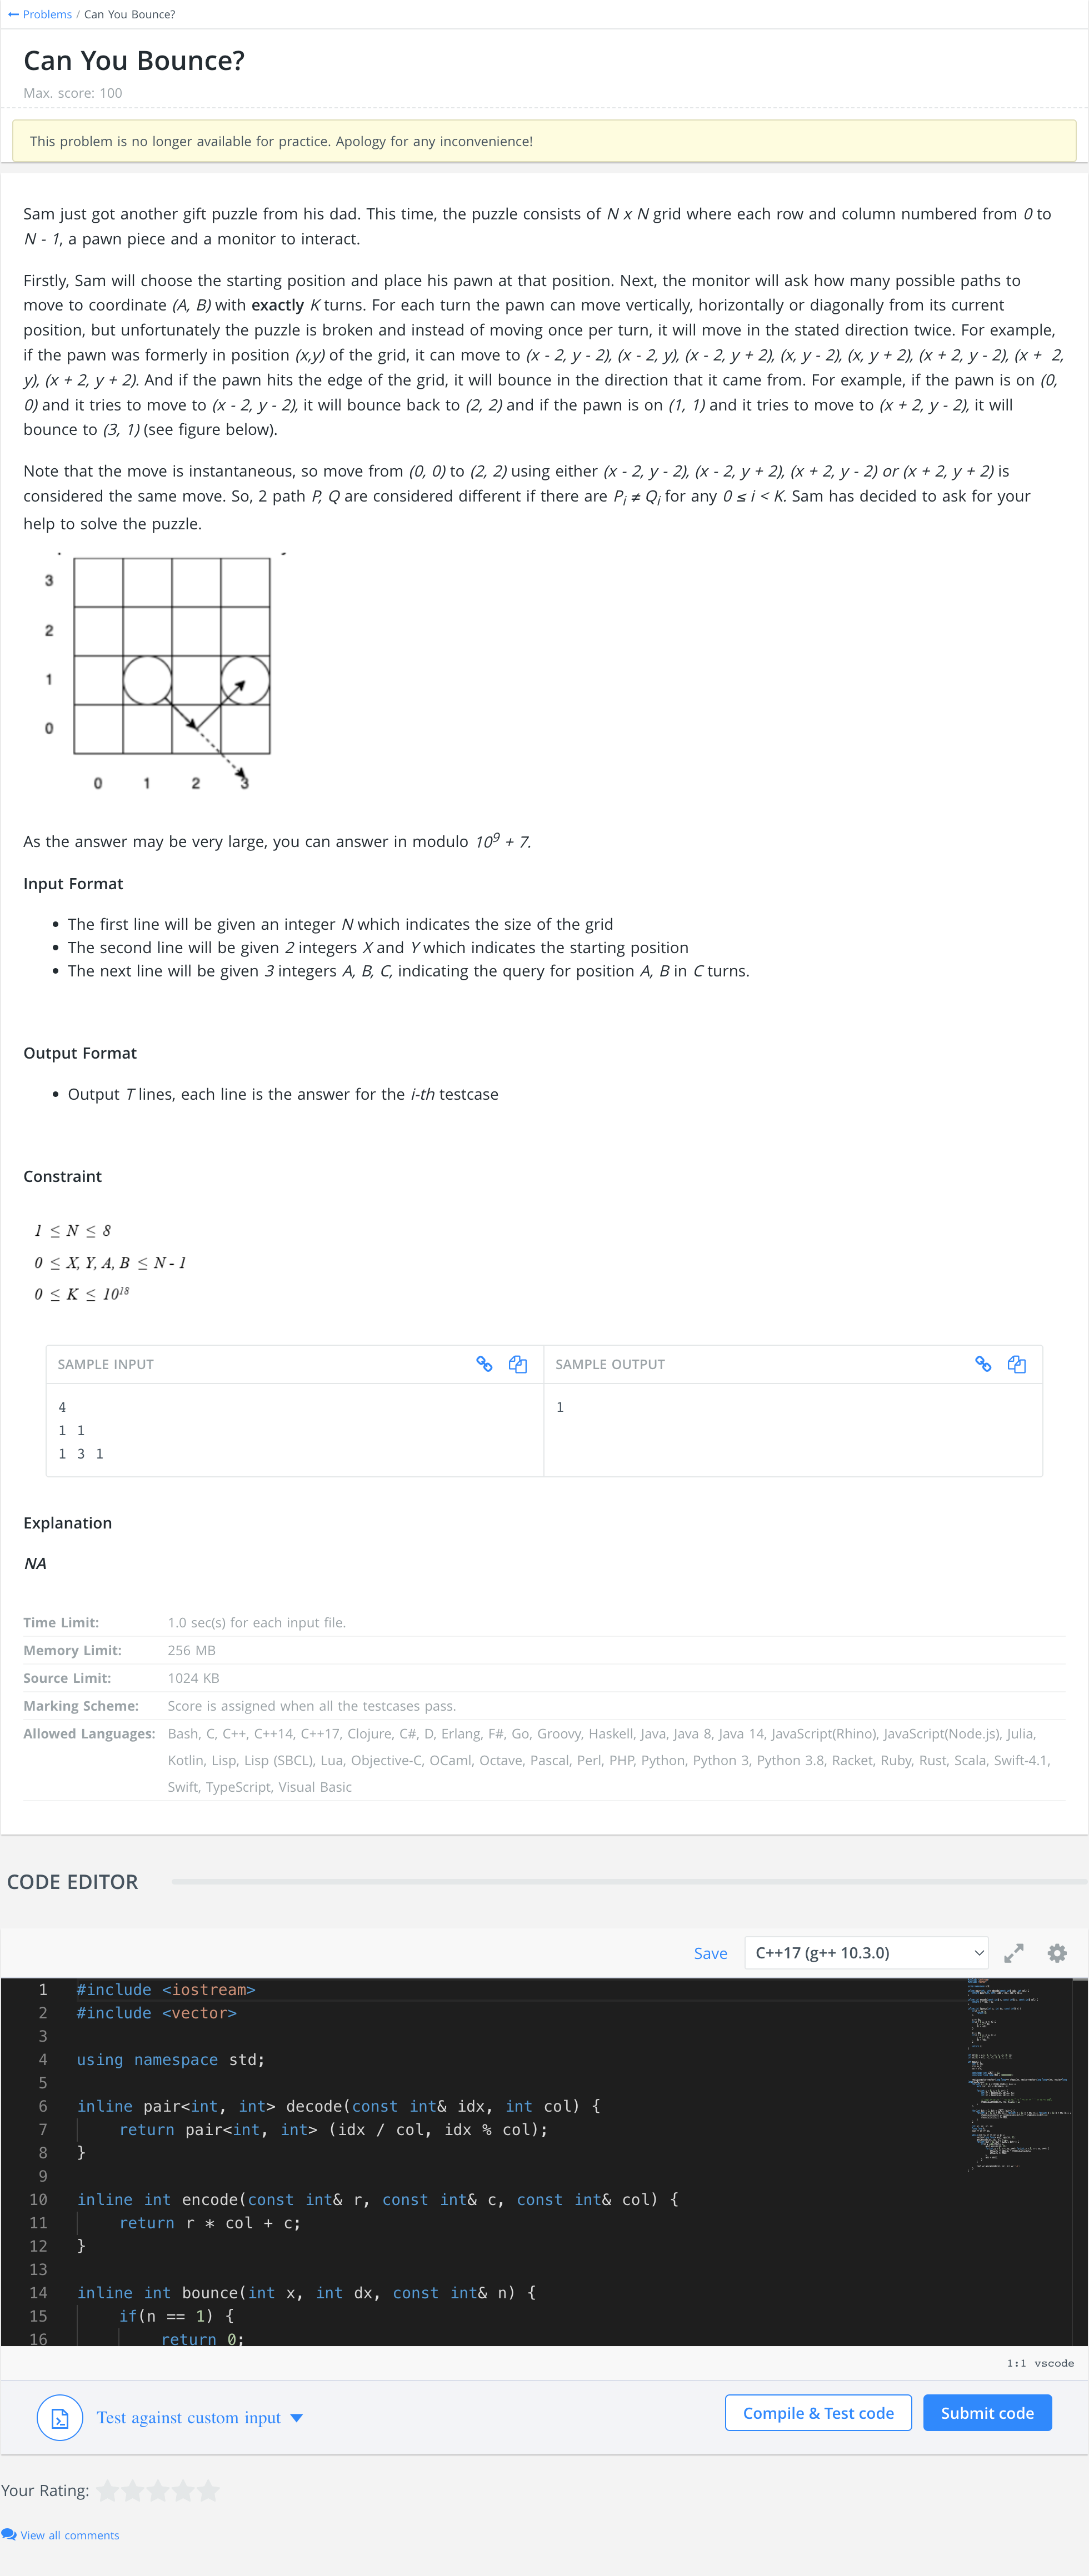 Problems / Can You Bounce?
Can You Bounce?
Max. score: 100
This problem is no longer available for practice. Apology for any inconvenience!
Sam just got another gift puzzle from his dad. This time, the puzzle consists of N x N grid where each row and column numbered from 0 to
N - 1, a pawn piece and a monitor to interact.
Firstly, Sam will choose the starting position and place his pawn at that position. Next, the monitor will ask how many possible paths to
move to coordinate (A, B) with exactly K turns. For each turn the pawn can move vertically, horizontally or diagonally from its current
position, but unfortunately the puzzle is broken and instead of moving once per turn, it will move in the stated direction twice. For example,
if the pawn was formerly in position (x,y) of the grid, it can move to (x - 2, y - 2), (x - 2, y), (x - 2, y + 2), (x, y - 2), (x, y + 2), (x + 2, y - 2), (x + 2,
y), (x + 2, y + 2). And if the pawn hits the edge of the grid, it will bounce in the direction that it came from. For example, if the pawn is on (0,
0) and it tries to move to (x - 2, y - 2), it will bounce back to (2, 2) and if the pawn is on (1, 1) and it tries to move to (x + 2, y - 2), it will
bounce to (3, 1) (see figure below).
Note that the move is instantaneous, so move from (0, 0) to (2, 2) using either (x - 2, y - 2), (x - 2, y + 2), (x + 2, y - 2) or (x + 2, y + 2) is
considered the same move. So, 2 path P, Q are considered different if there are Pi ≠ Qi for any 0 ≤ i < K. Sam has decided to ask for your
help to solve the puzzle.
3
2
1
0
0 1 2 3
As the answer may be very large, you can answer in modulo 10⁹ + 7.
Input Format
• The first line will be given an integer N which indicates the size of the grid
• The second line will be given 2 integers X and Y which indicates the starting position
• The next line will be given 3 integers A, B, C, indicating the query for position A, B in C turns.
Output Format
• Output T lines, each line is the answer for the i-th testcase
Constraint
1 ≤ N ≤ 8
0 ≤ X, Y, A, B ≤ N - 1
0 ≤ K ≤ 10¹⁸
SAMPLE INPUT
4
1 1
1 3 1
SAMPLE OUTPUT
1
Explanation
NA
Time Limit: 1.0 sec(s) for each input file.
Memory Limit: 256 MB
Source Limit: 1024 KB
Marking Scheme: Score is assigned when all the testcases pass.
Allowed Languages: Bash, C, C++, C++14, C++17, Clojure, C#, D, Erlang, F#, Go, Groovy, Haskell, Java, Java 8, Java 14, JavaScript(Rhino), JavaScript(Node.js), Julia,
Kotlin, Lisp, Lisp (SBCL), Lua, Objective-C, OCaml, Octave, Pascal, Perl, PHP, Python, Python 3, Python 3.8, Racket, Ruby, Rust, Scala, Swift-4.1,
Swift, TypeScript, Visual Basic
CODE EDITOR
Save C++17 (g++ 10.3.0)
1 #include <iostream>
2 #include <vector>
3
4 using namespace std;
5
6 inline pair<int, int> decode(const int& idx, int col) {
7 return pair<int, int> (idx / col, idx % col);
8 }
9
10 inline int encode(const int& r, const int& c, const int& col) {
11 return r * col + c;
12 }
13
14 inline int bounce(int x, int dx, const int& n) {
15 if(n == 1) {
16 return 0;
1:1 vscode
Test against custom input
Compile & Test code
Submit code
Your Rating:
View all comments